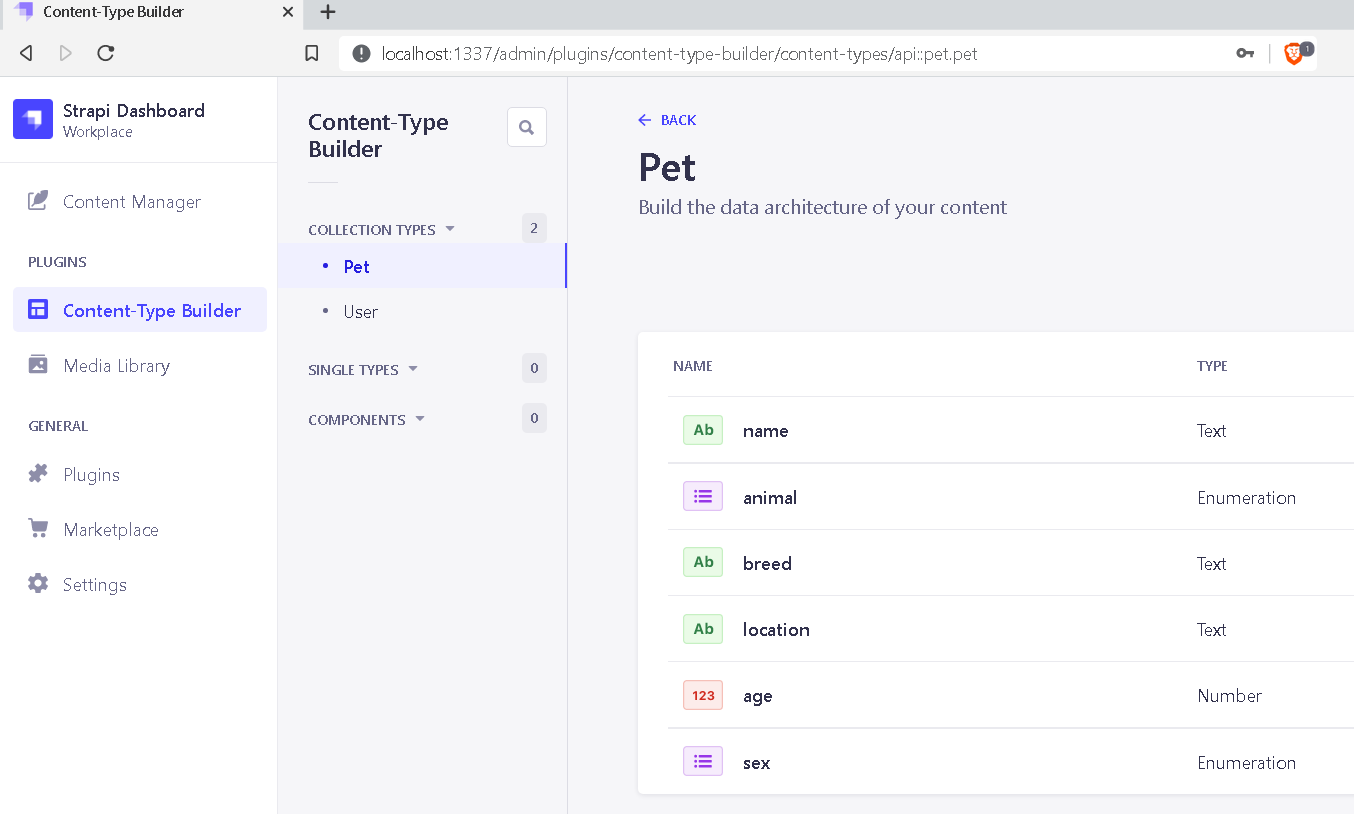 Content-Type Builder
localhost:1337/admin/plugins/content-type-builder/content-types/api::pet.pet
1
Strapi Dashboard
Workplace
Content Manager
PLUGINS
Content-Type Builder
Media Library
GENERAL
Plugins
Marketplace
Settings
Content-Type
Builder
COLLECTION TYPES 2
• Pet
• User
SINGLE TYPES 0
COMPONENTS 0
← BACK
Pet
Build the data architecture of your content
NAME TYPE
Ab name Text
animal Enumeration
Ab breed Text
Ab location Text
123 age Number
sex Enumeration